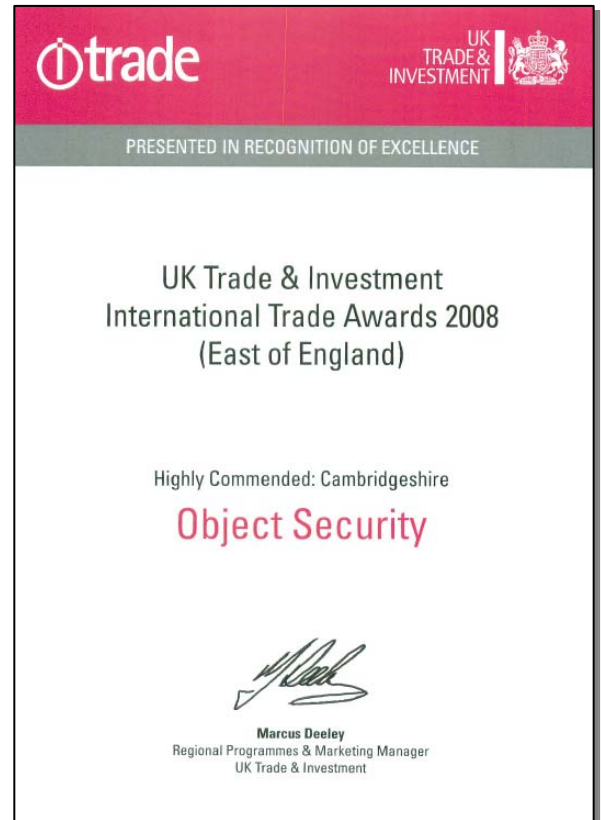 itrade
UK
TRADE &
INVESTMENT
PRESENTED IN RECOGNITION OF EXCELLENCE
UK Trade & Investment
International Trade Awards 2008
(East of England)
Highly Commended: Cambridgeshire
Object Security
Marcus Deeley
Regional Programmes & Marketing Manager
UK Trade & Investment